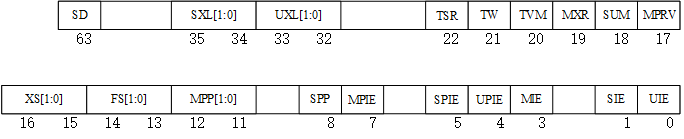 SD SXL[1:0] UXL[1:0] TSR TW TVM MXR SUM MPRV
63 35 34 33 32 22 21 20 19 18 17
XS[1:0] FS[1:0] MPP[1:0] SPP MPIE SPIE UPIE MIE SIE UIE
16 15 14 13 12 11 8 7 5 4 3 1 0